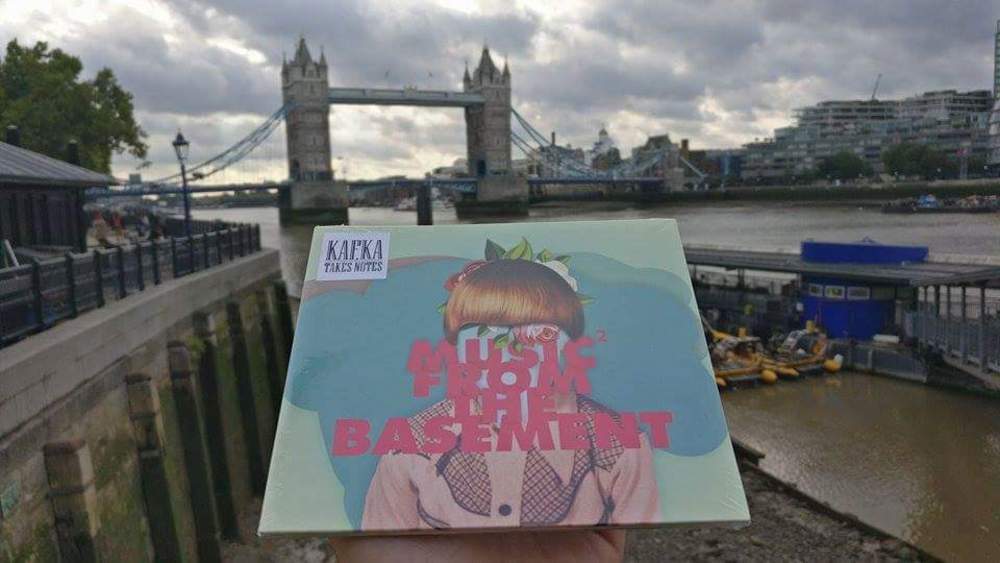 KAFKA
TAKES NOTES
MUSIC²
FROM
THE
BASEMENT